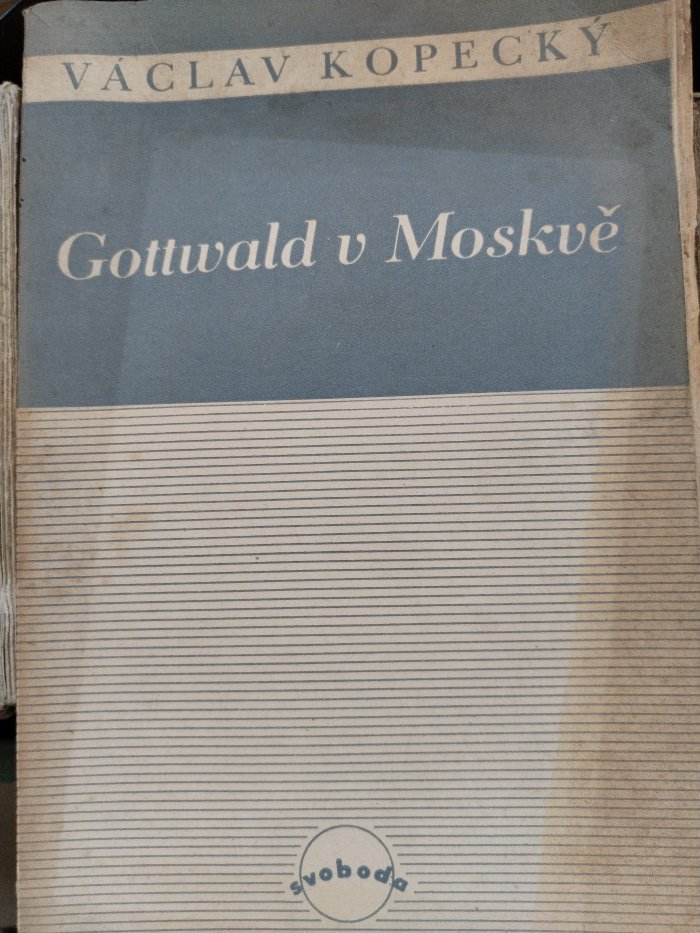 VÁCLAV KOPECKÝ
Gottwald v Moskvě
svoboda